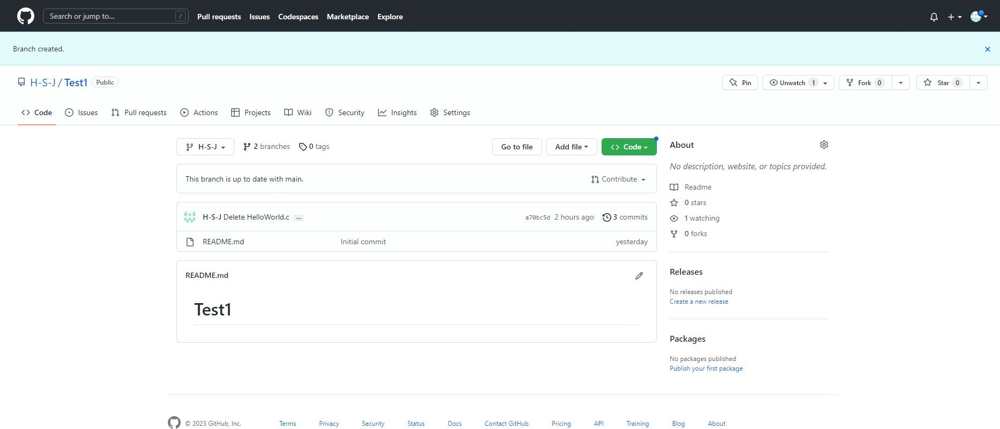 Search or jump to... /
Pull requests Issues Codespaces Marketplace Explore
Branch created.
H-S-J / Test1 Public
Pin Unwatch 1 Fork 0 Star 0
Code Issues Pull requests Actions Projects Wiki Security Insights Settings
H-S-J 2 branches 0 tags Go to file Add file Code
This branch is up to date with main. Contribute
H-S-J Delete HelloWorld.c ... a70bc5d 2 hours ago 3 commits
README.md Initial commit yesterday
README.md
Test1
About
No description, website, or topics provided.
Readme
0 stars
1 watching
0 forks
Releases
No releases published
Create a new release
Packages
No packages published
Publish your first package
© 2023 GitHub, Inc. Terms Privacy Security Status Docs Contact GitHub Pricing API Training Blog About